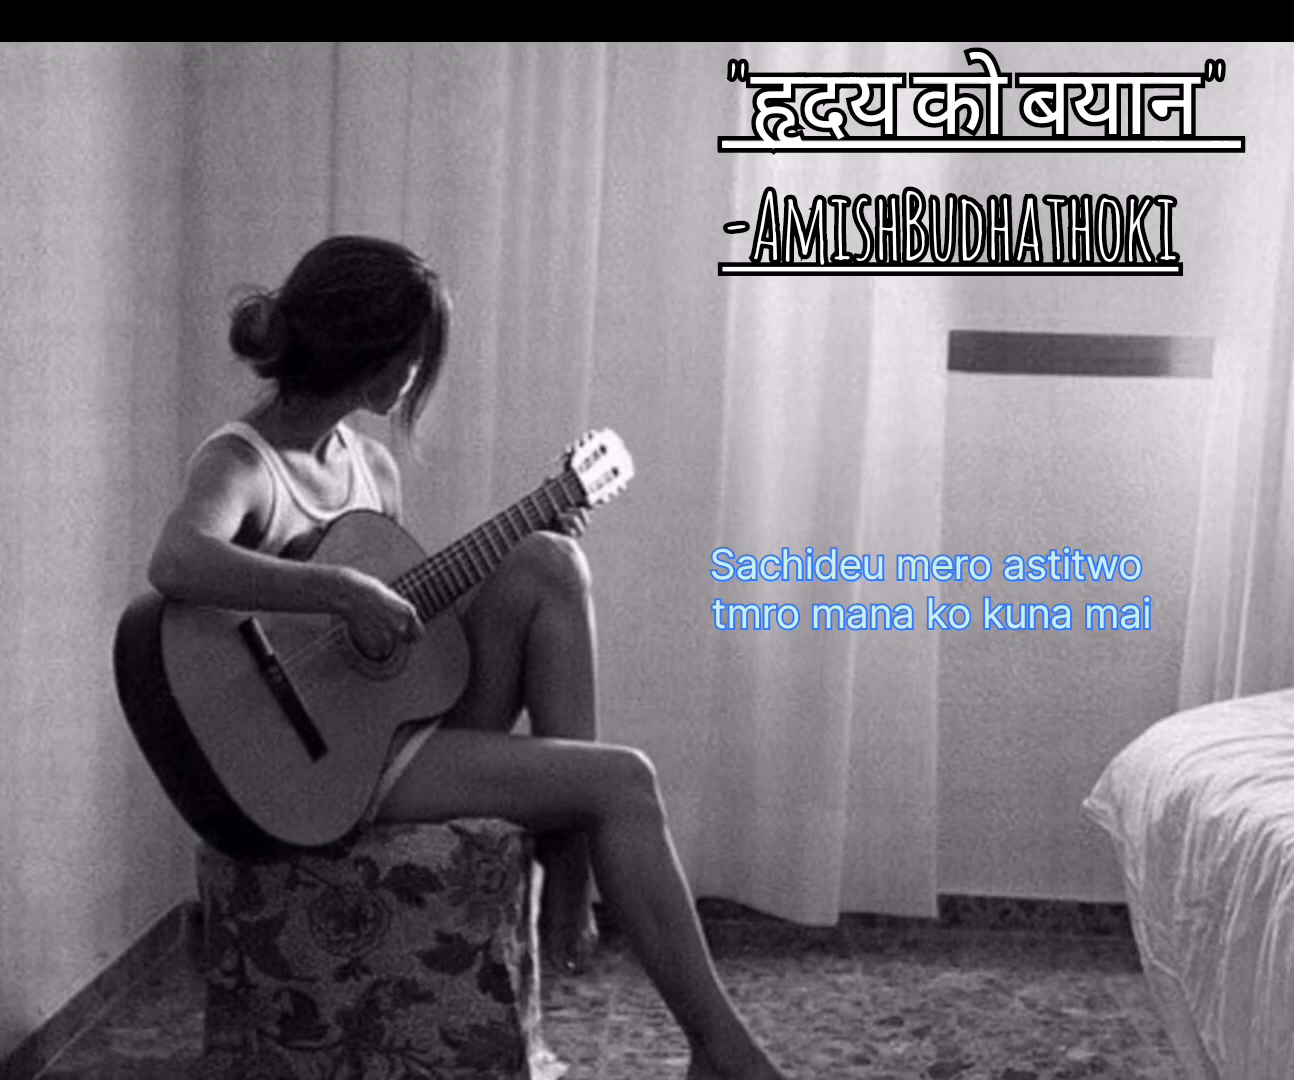 "हृदय को बयान"
-AmishBudhathoki
Sachideu mero astitwo
tmro mana ko kuna mai